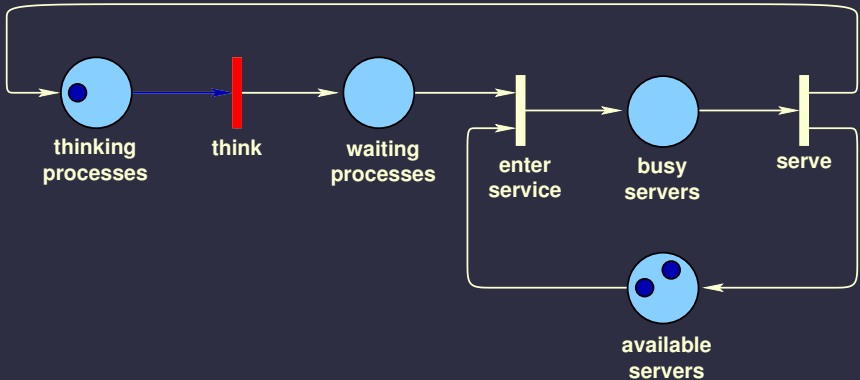 thinking
processes
think
waiting
processes
enter
service
busy
servers
serve
available
servers